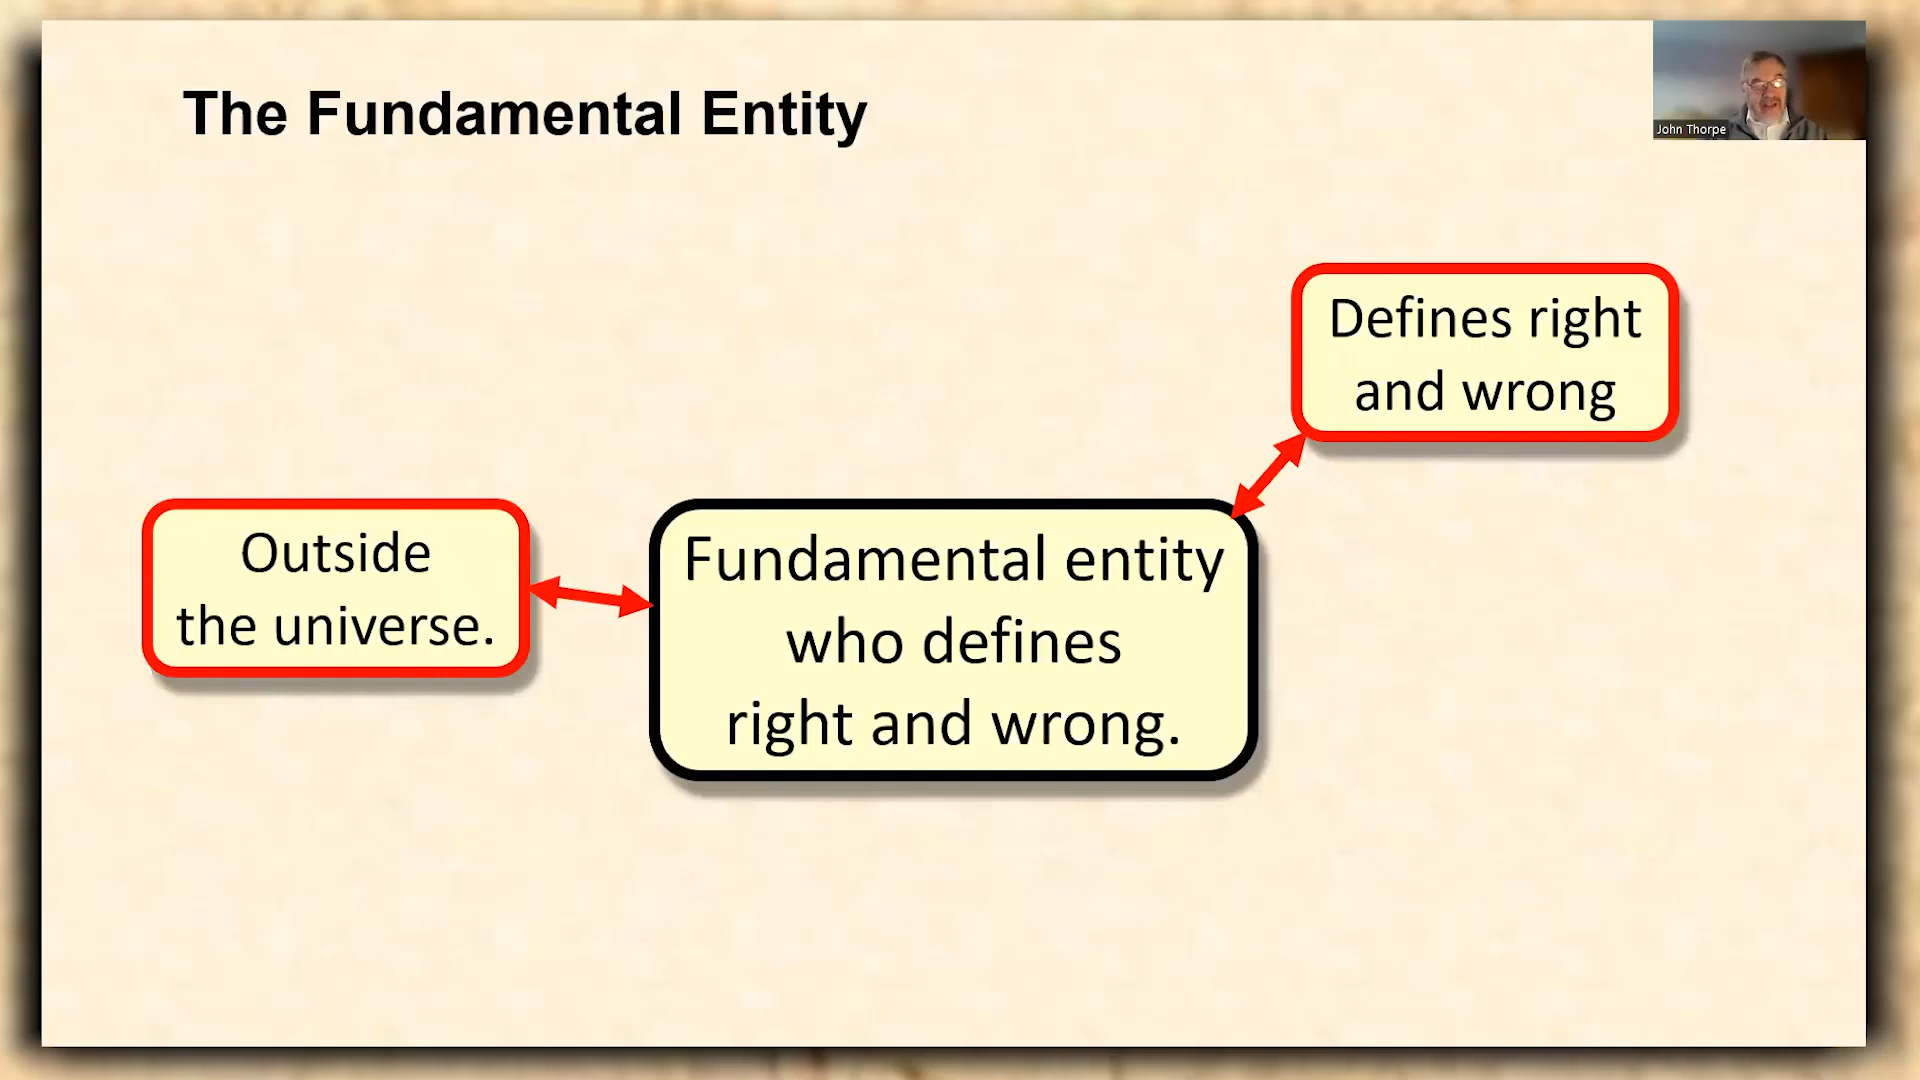 The Fundamental Entity
John Thorpe
Defines right
and wrong
Outside
the universe.
Fundamental entity
who defines
right and wrong.